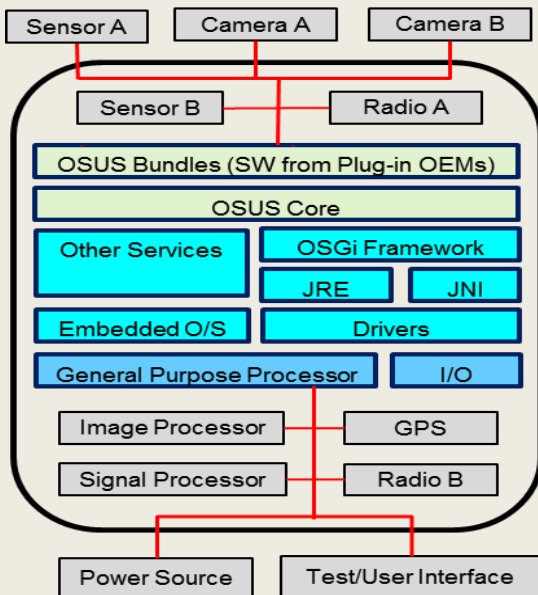 Sensor A
Camera A
Camera B
Sensor B
Radio A
OSUS Bundles (SW from Plug-in OEMs)
OSUS Core
Other Services
OSGi Framework
JRE
JNI
Embedded O/S
Drivers
General Purpose Processor
I/O
Image Processor
GPS
Signal Processor
Radio B
Power Source
Test/User Interface